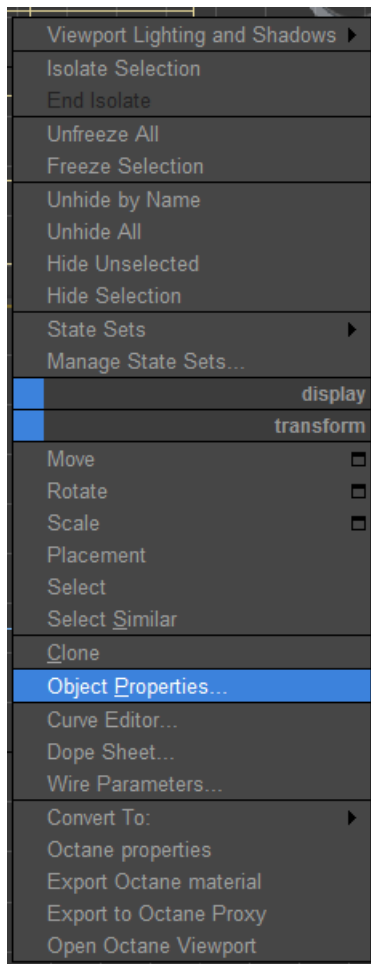 Viewport Lighting and Shadows
Isolate Selection
End Isolate
Unfreeze All
Freeze Selection
Unhide by Name
Unhide All
Hide Unselected
Hide Selection
State Sets
Manage State Sets...
display
transform
Move
Rotate
Scale
Placement
Select
Select Similar
Clone
Object Properties...
Curve Editor...
Dope Sheet...
Wire Parameters...
Convert To:
Octane properties
Export Octane material
Export to Octane Proxy
Open Octane Viewport